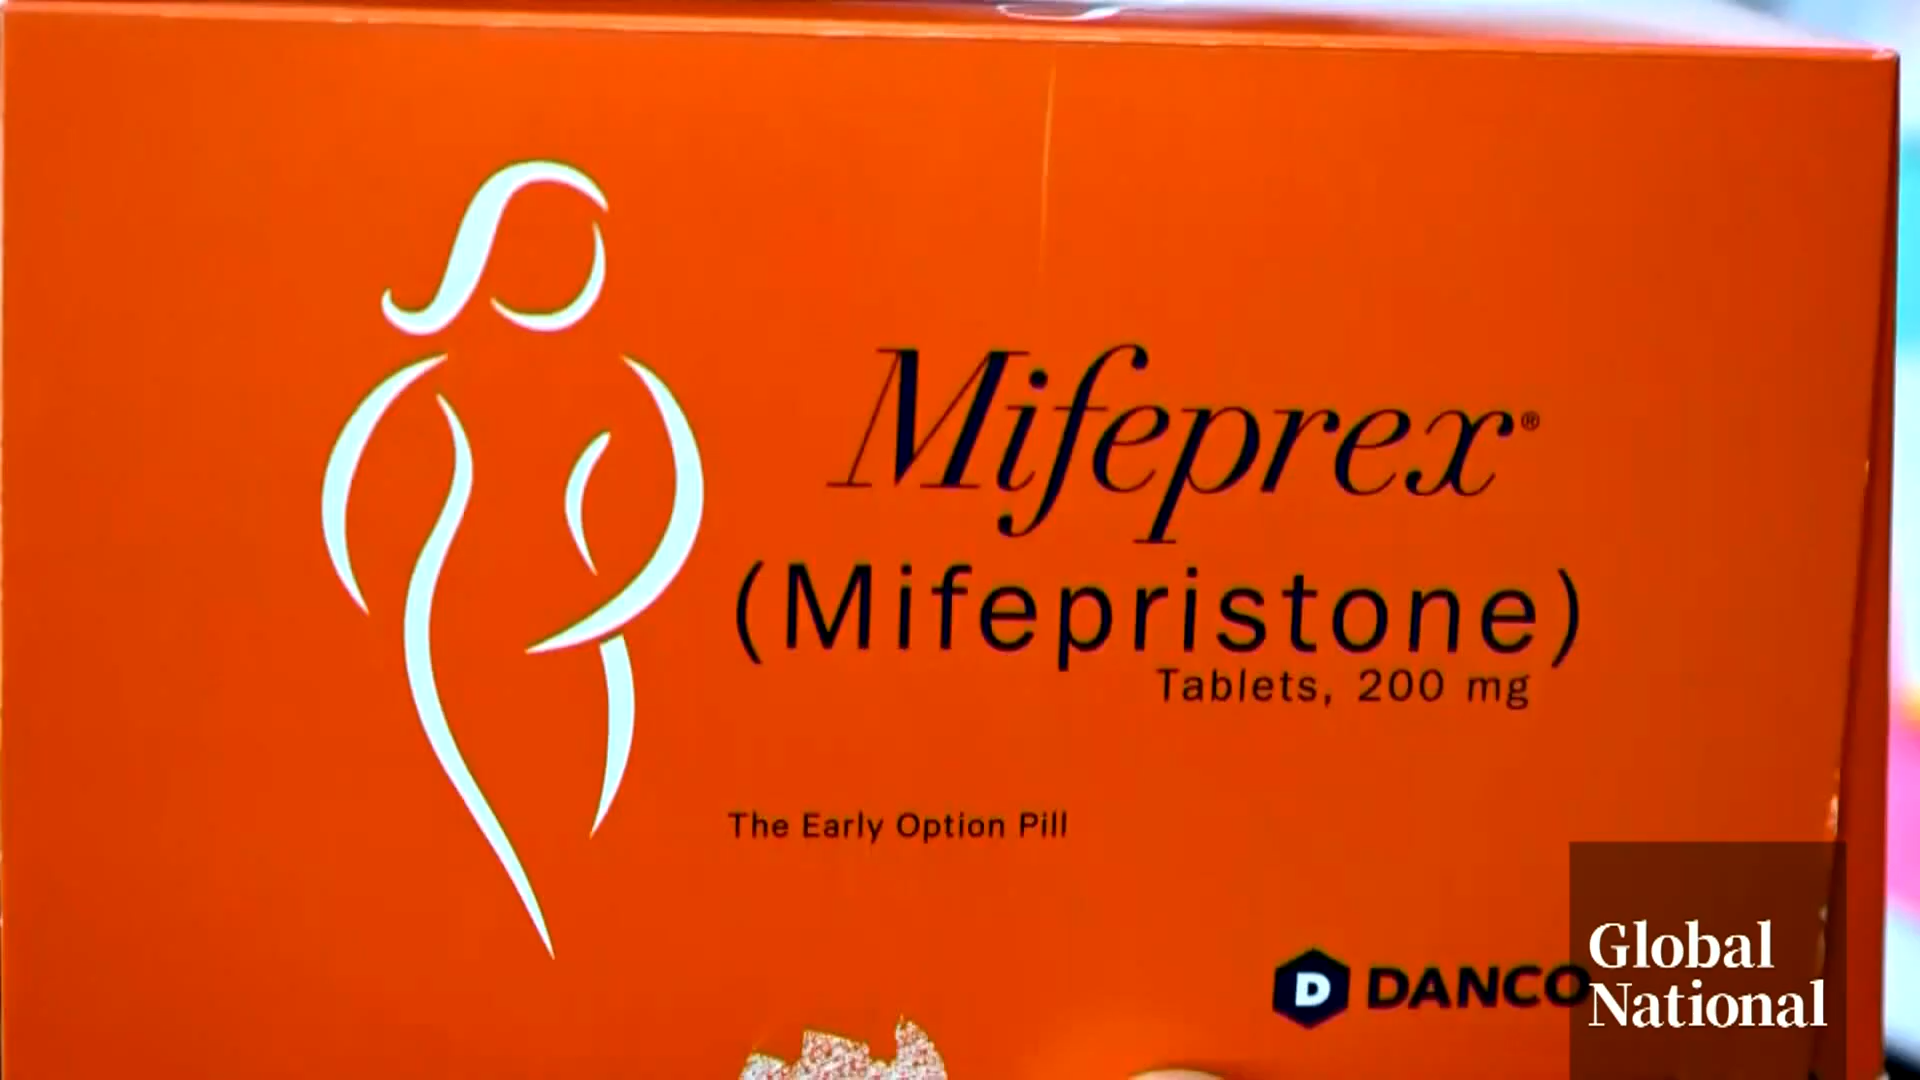 Mifeprex®
(Mifepristone)
Tablets, 200 mg
The Early Option Pill
D DANCO
Global
National